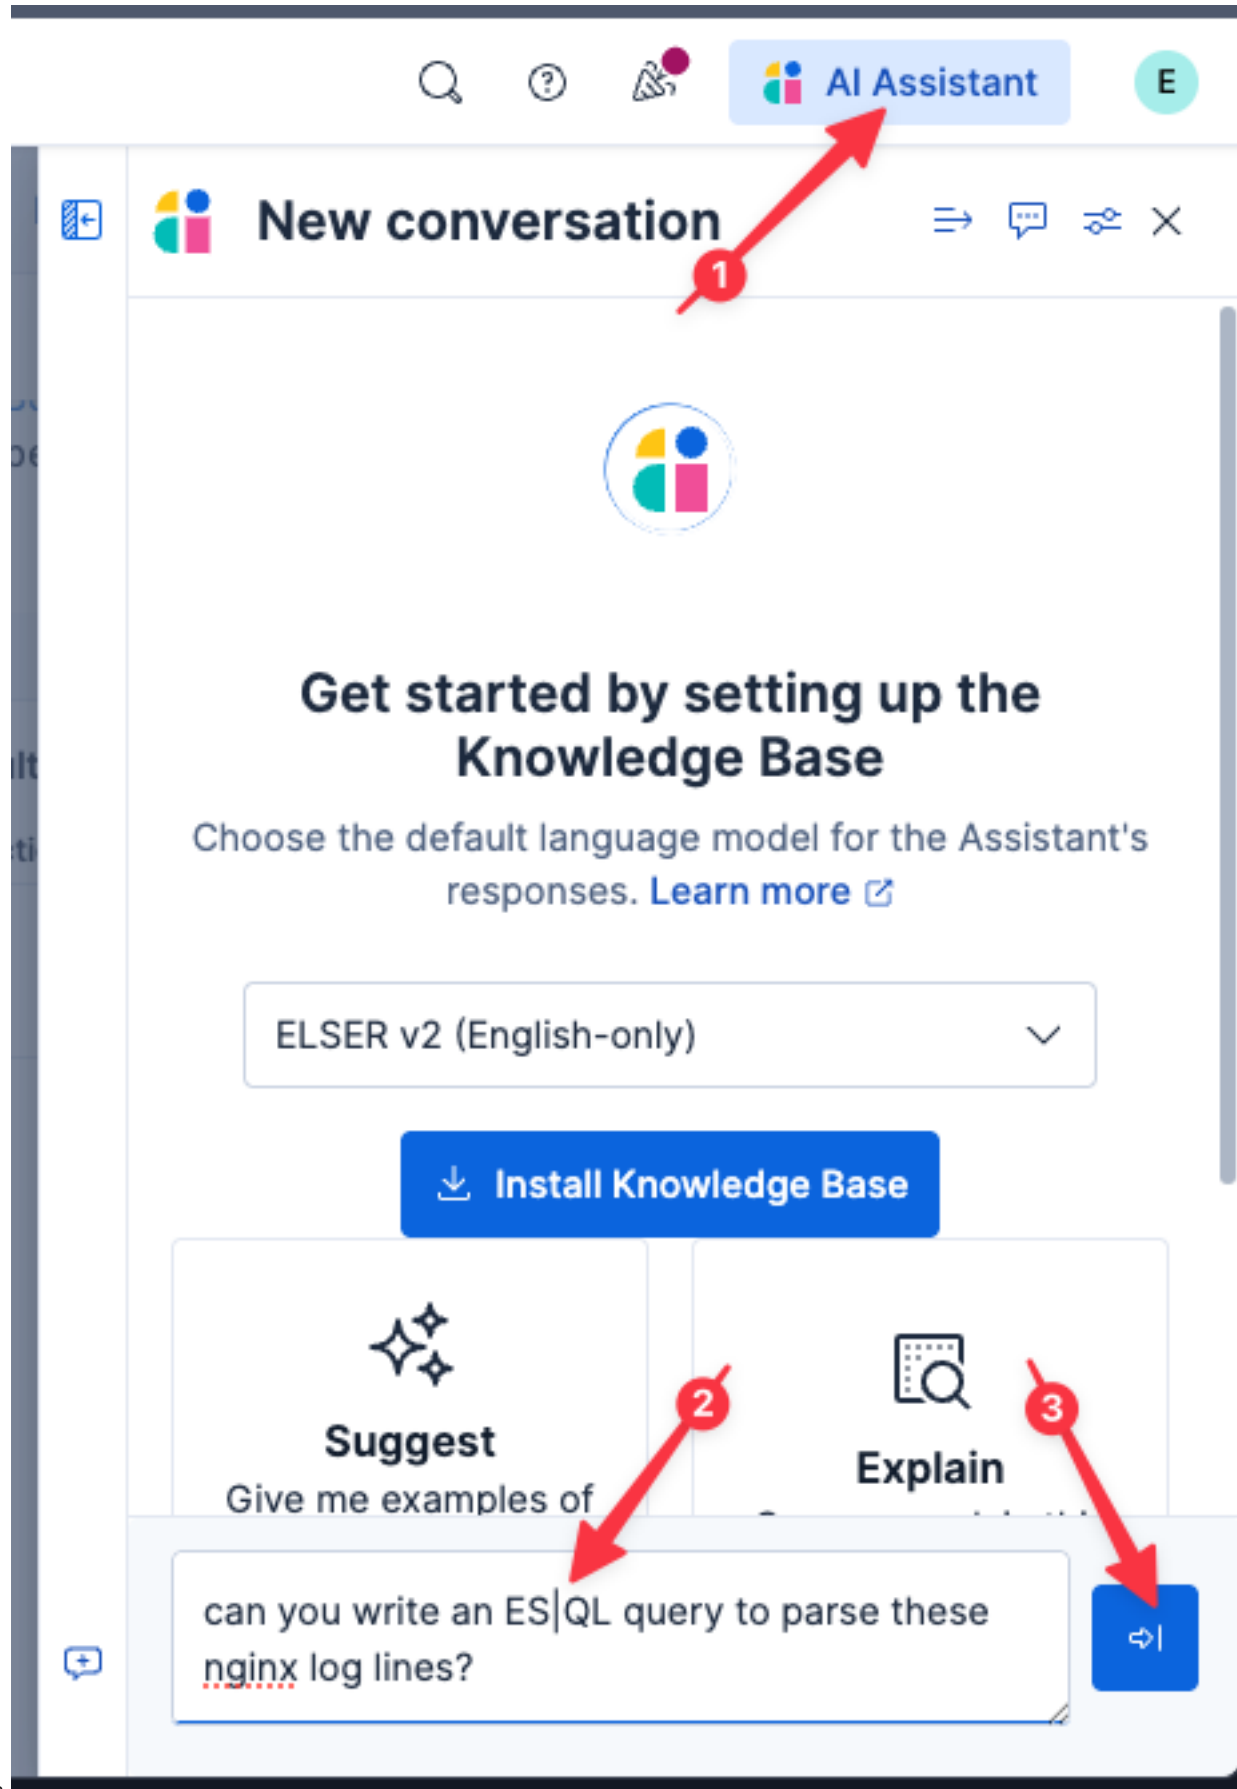 AI Assistant
E
New conversation
1
Get started by setting up the
Knowledge Base
Choose the default language model for the Assistant's
responses. Learn more
ELSER v2 (English-only)
Install Knowledge Base
2
3
Suggest
Explain
Give me examples of
can you write an ES|QL query to parse these
nginx log lines?